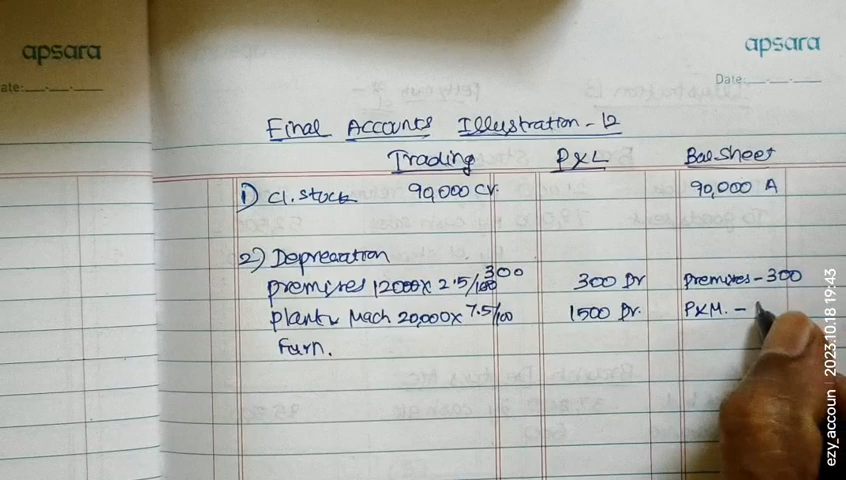 apsara
apsara
ate:
Date:
Final Accounts Illustration - 12
Trading P&L Bal Sheet
1) Cl. stock 90,000 Cr. 90,000 A
2) Depreciation
premises 12000 x 2.5/100 300 300 Dr premises - 300
plant & Mach 20,000 x 7.5/100 1500 Dr. P&M. -
Furn.
ezy_accoun | 2023.10.18 19:43